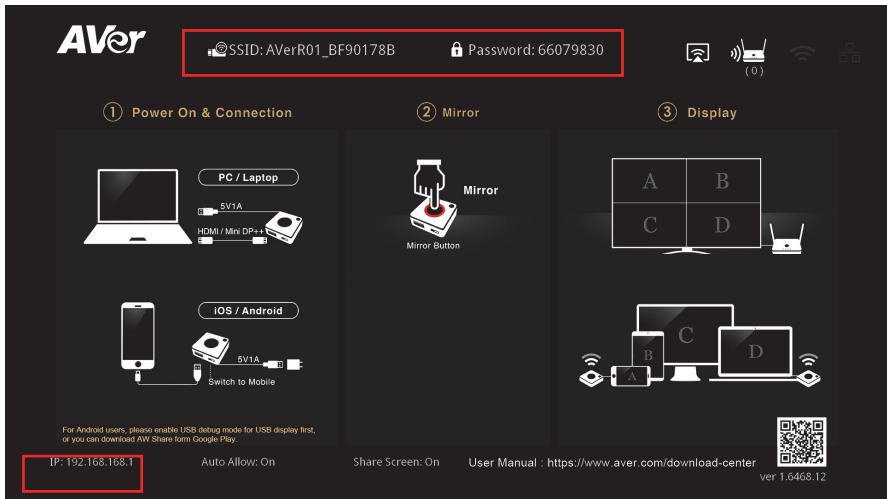 AVer
SSID: AVerR01_BF90178B
Password: 66079830
(0)
1 Power On & Connection
2 Mirror
3 Display
PC / Laptop
5V1A
HDMI / Mini DP++
Mirror
Mirror Button
A B
C D
iOS / Android
5V1A
Switch to Mobile
A
B
C
D
For Android users, please enable USB debug mode for USB display first,
or you can download AW Share form Google Play.
IP: 192.168.168.1
Auto Allow: On
Share Screen: On
User Manual : https://www.aver.com/download-center
ver 1.6468.12